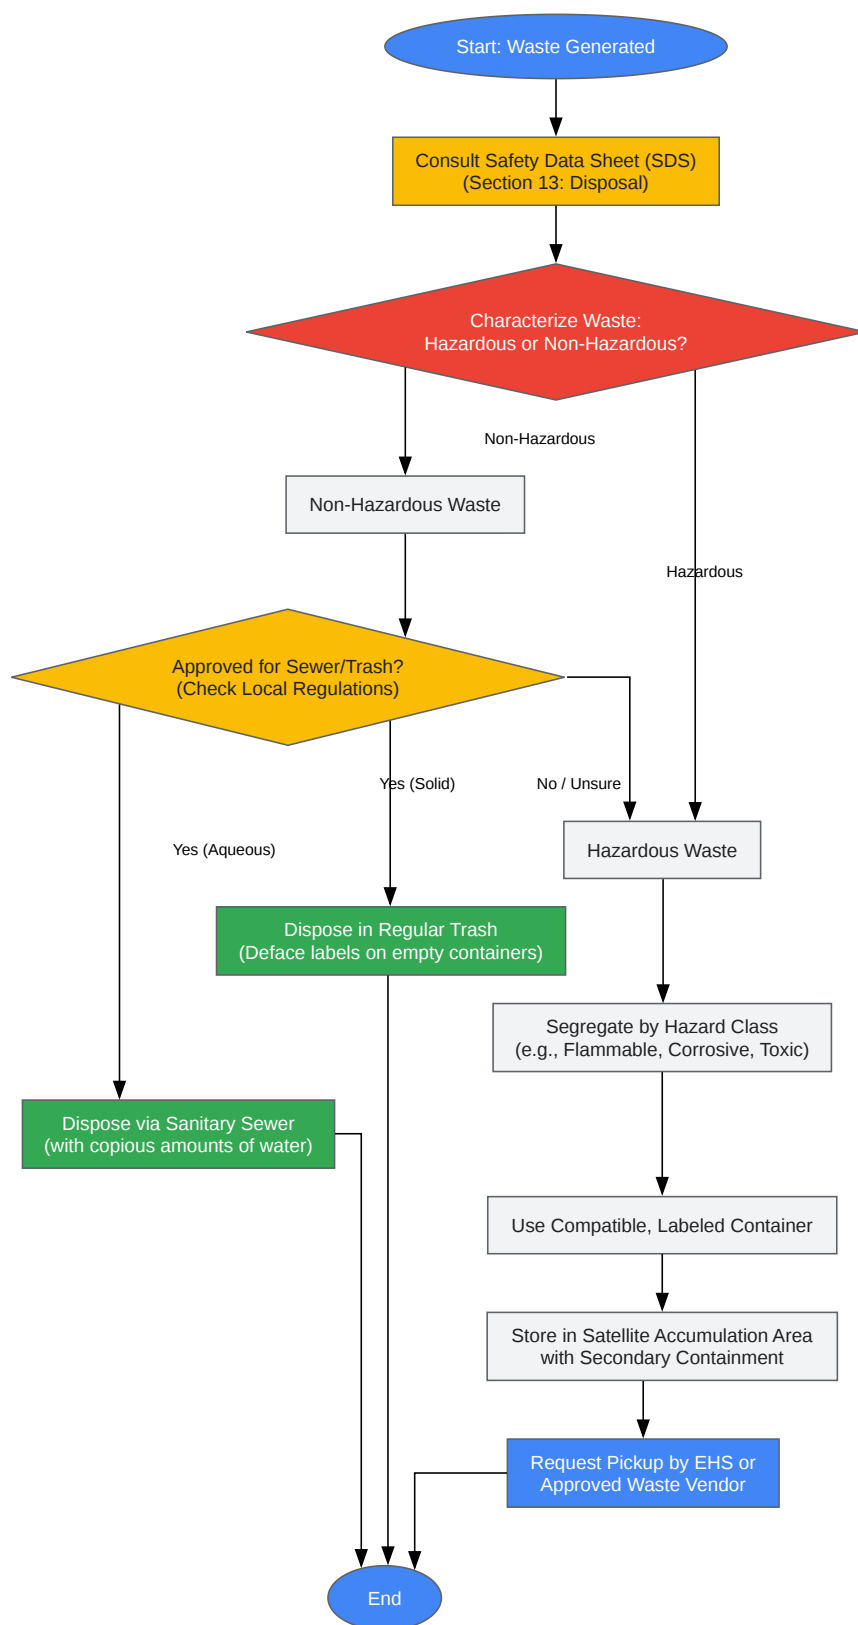 Start: Waste Generated
Consult Safety Data Sheet (SDS)
(Section 13: Disposal)
Characterize Waste:
Hazardous or Non-Hazardous?
Non-Hazardous
Non-Hazardous Waste
Hazardous
Approved for Sewer/Trash?
(Check Local Regulations)
Yes (Solid)
No / Unsure
Yes (Aqueous)
Hazardous Waste
Dispose in Regular Trash
(Deface labels on empty containers)
Segregate by Hazard Class
(e.g., Flammable, Corrosive, Toxic)
Dispose via Sanitary Sewer
(with copious amounts of water)
Use Compatible, Labeled Container
Store in Satellite Accumulation Area
with Secondary Containment
Request Pickup by EHS or
Approved Waste Vendor
End